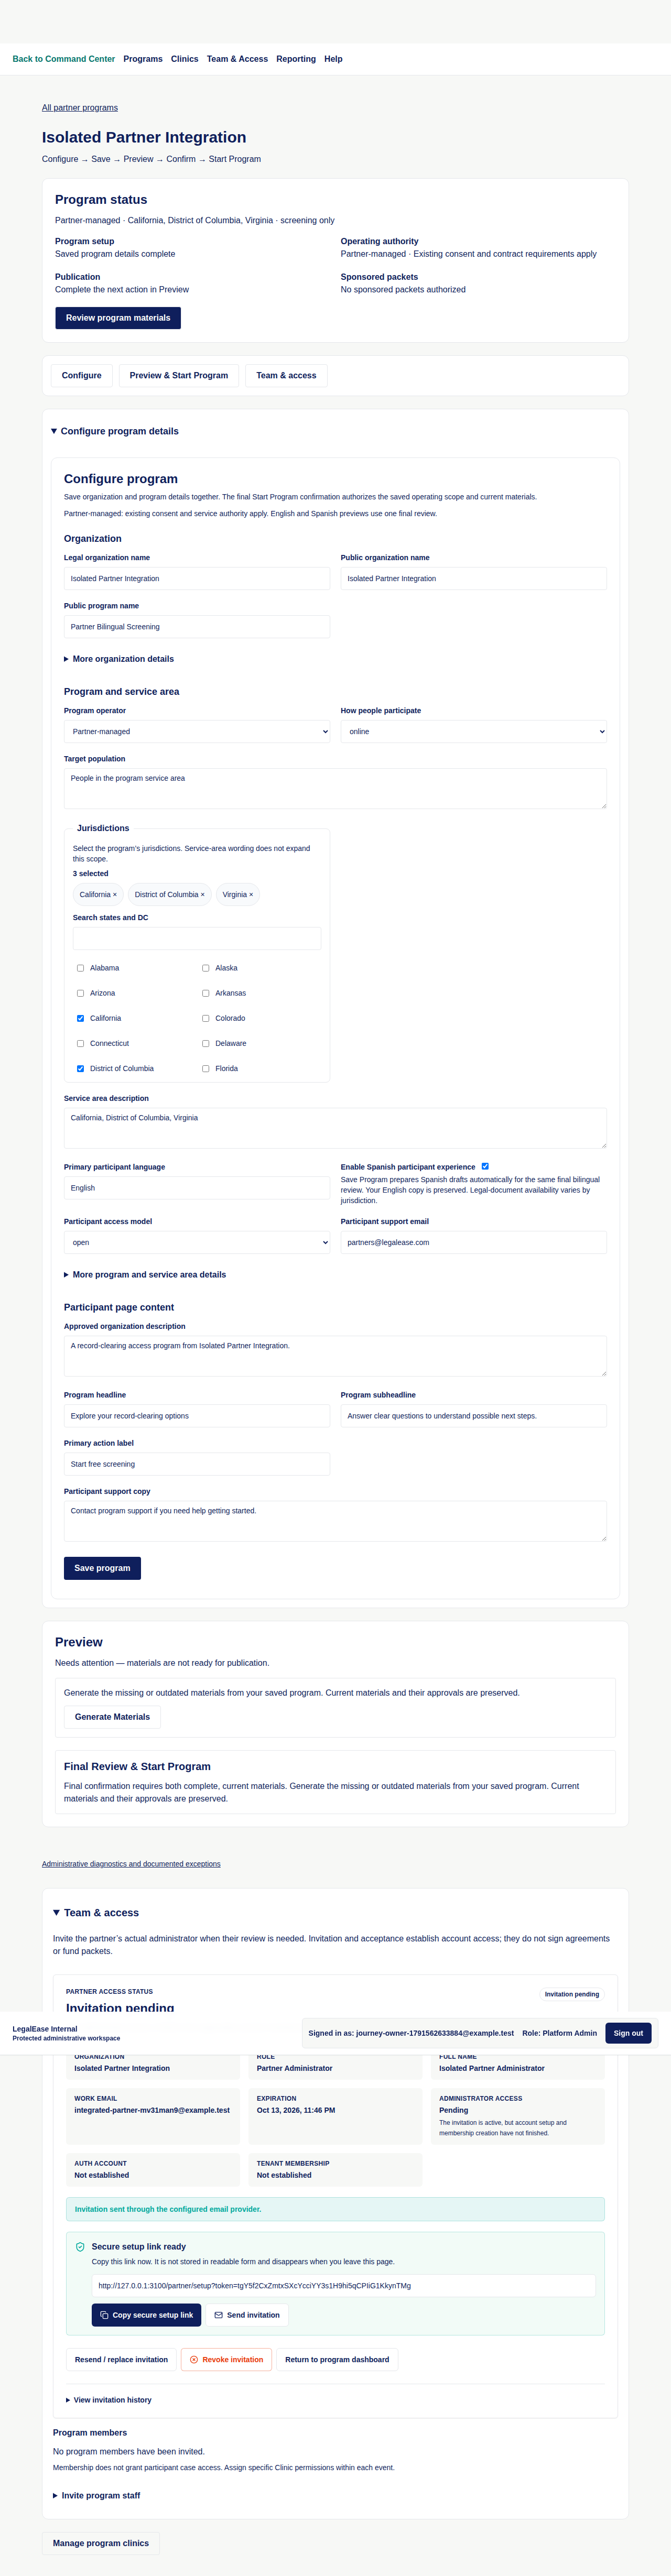 Back to Command Center Programs Clinics Team & Access Reporting Help
All partner programs
Isolated Partner Integration
Configure → Save → Preview → Confirm → Start Program
Program status
Partner-managed · California, District of Columbia, Virginia · screening only
Program setup
Saved program details complete
Operating authority
Partner-managed · Existing consent and contract requirements apply
Publication
Complete the next action in Preview
Sponsored packets
No sponsored packets authorized
Review program materials
Configure
Preview & Start Program
Team & access
Configure program details
Configure program
Save organization and program details together. The final Start Program confirmation authorizes the saved operating scope and current materials.
Partner-managed: existing consent and service authority apply. English and Spanish previews use one final review.
Organization
Legal organization name
Isolated Partner Integration
Public organization name
Isolated Partner Integration
Public program name
Partner Bilingual Screening
More organization details
Program and service area
Program operator
Partner-managed
How people participate
online
Target population
People in the program service area
Jurisdictions
Select the program's jurisdictions. Service-area wording does not expand
this scope.
3 selected
California × District of Columbia × Virginia ×
Search states and DC
Alabama
Alaska
Arizona
Arkansas
California
Colorado
Connecticut
Delaware
District of Columbia
Florida
Service area description
California, District of Columbia, Virginia
Primary participant language
English
Enable Spanish participant experience
Save Program prepares Spanish drafts automatically for the same final bilingual
review. Your English copy is preserved. Legal-document availability varies by
jurisdiction.
Participant access model
open
Participant support email
partners@legalease.com
More program and service area details
Participant page content
Approved organization description
A record-clearing access program from Isolated Partner Integration.
Program headline
Explore your record-clearing options
Program subheadline
Answer clear questions to understand possible next steps.
Primary action label
Start free screening
Participant support copy
Contact program support if you need help getting started.
Save program
Preview
Needs attention — materials are not ready for publication.
Generate the missing or outdated materials from your saved program. Current materials and their approvals are preserved.
Generate Materials
Final Review & Start Program
Final confirmation requires both complete, current materials. Generate the missing or outdated materials from your saved program. Current
materials and their approvals are preserved.
Administrative diagnostics and documented exceptions
Team & access
Invite the partner's actual administrator when their review is needed. Invitation and acceptance establish account access; they do not sign agreements
or fund packets.
PARTNER ACCESS STATUS
Invitation pending
Invitation pending
LegalEase Internal
Protected administrative workspace
Signed in as: journey-owner-1791562633884@example.test Role: Platform Admin Sign out
ORGANIZATION
Isolated Partner Integration
ROLE
Partner Administrator
FULL NAME
Isolated Partner Administrator
WORK EMAIL
integrated-partner-mv31man9@example.test
EXPIRATION
Oct 13, 2026, 11:46 PM
ADMINISTRATOR ACCESS
Pending
The invitation is active, but account setup and
membership creation have not finished.
AUTH ACCOUNT
Not established
TENANT MEMBERSHIP
Not established
Invitation sent through the configured email provider.
Secure setup link ready
Copy this link now. It is not stored in readable form and disappears when you leave this page.
http://127.0.0.1:3100/partner/setup?token=tgY5f2CxZmtxSXcYcciYY3s1H9hi5qCPIiG1KkynTMg
Copy secure setup link
Send invitation
Resend / replace invitation
Revoke invitation
Return to program dashboard
View invitation history
Program members
No program members have been invited.
Membership does not grant participant case access. Assign specific Clinic permissions within each event.
Invite program staff
Manage program clinics